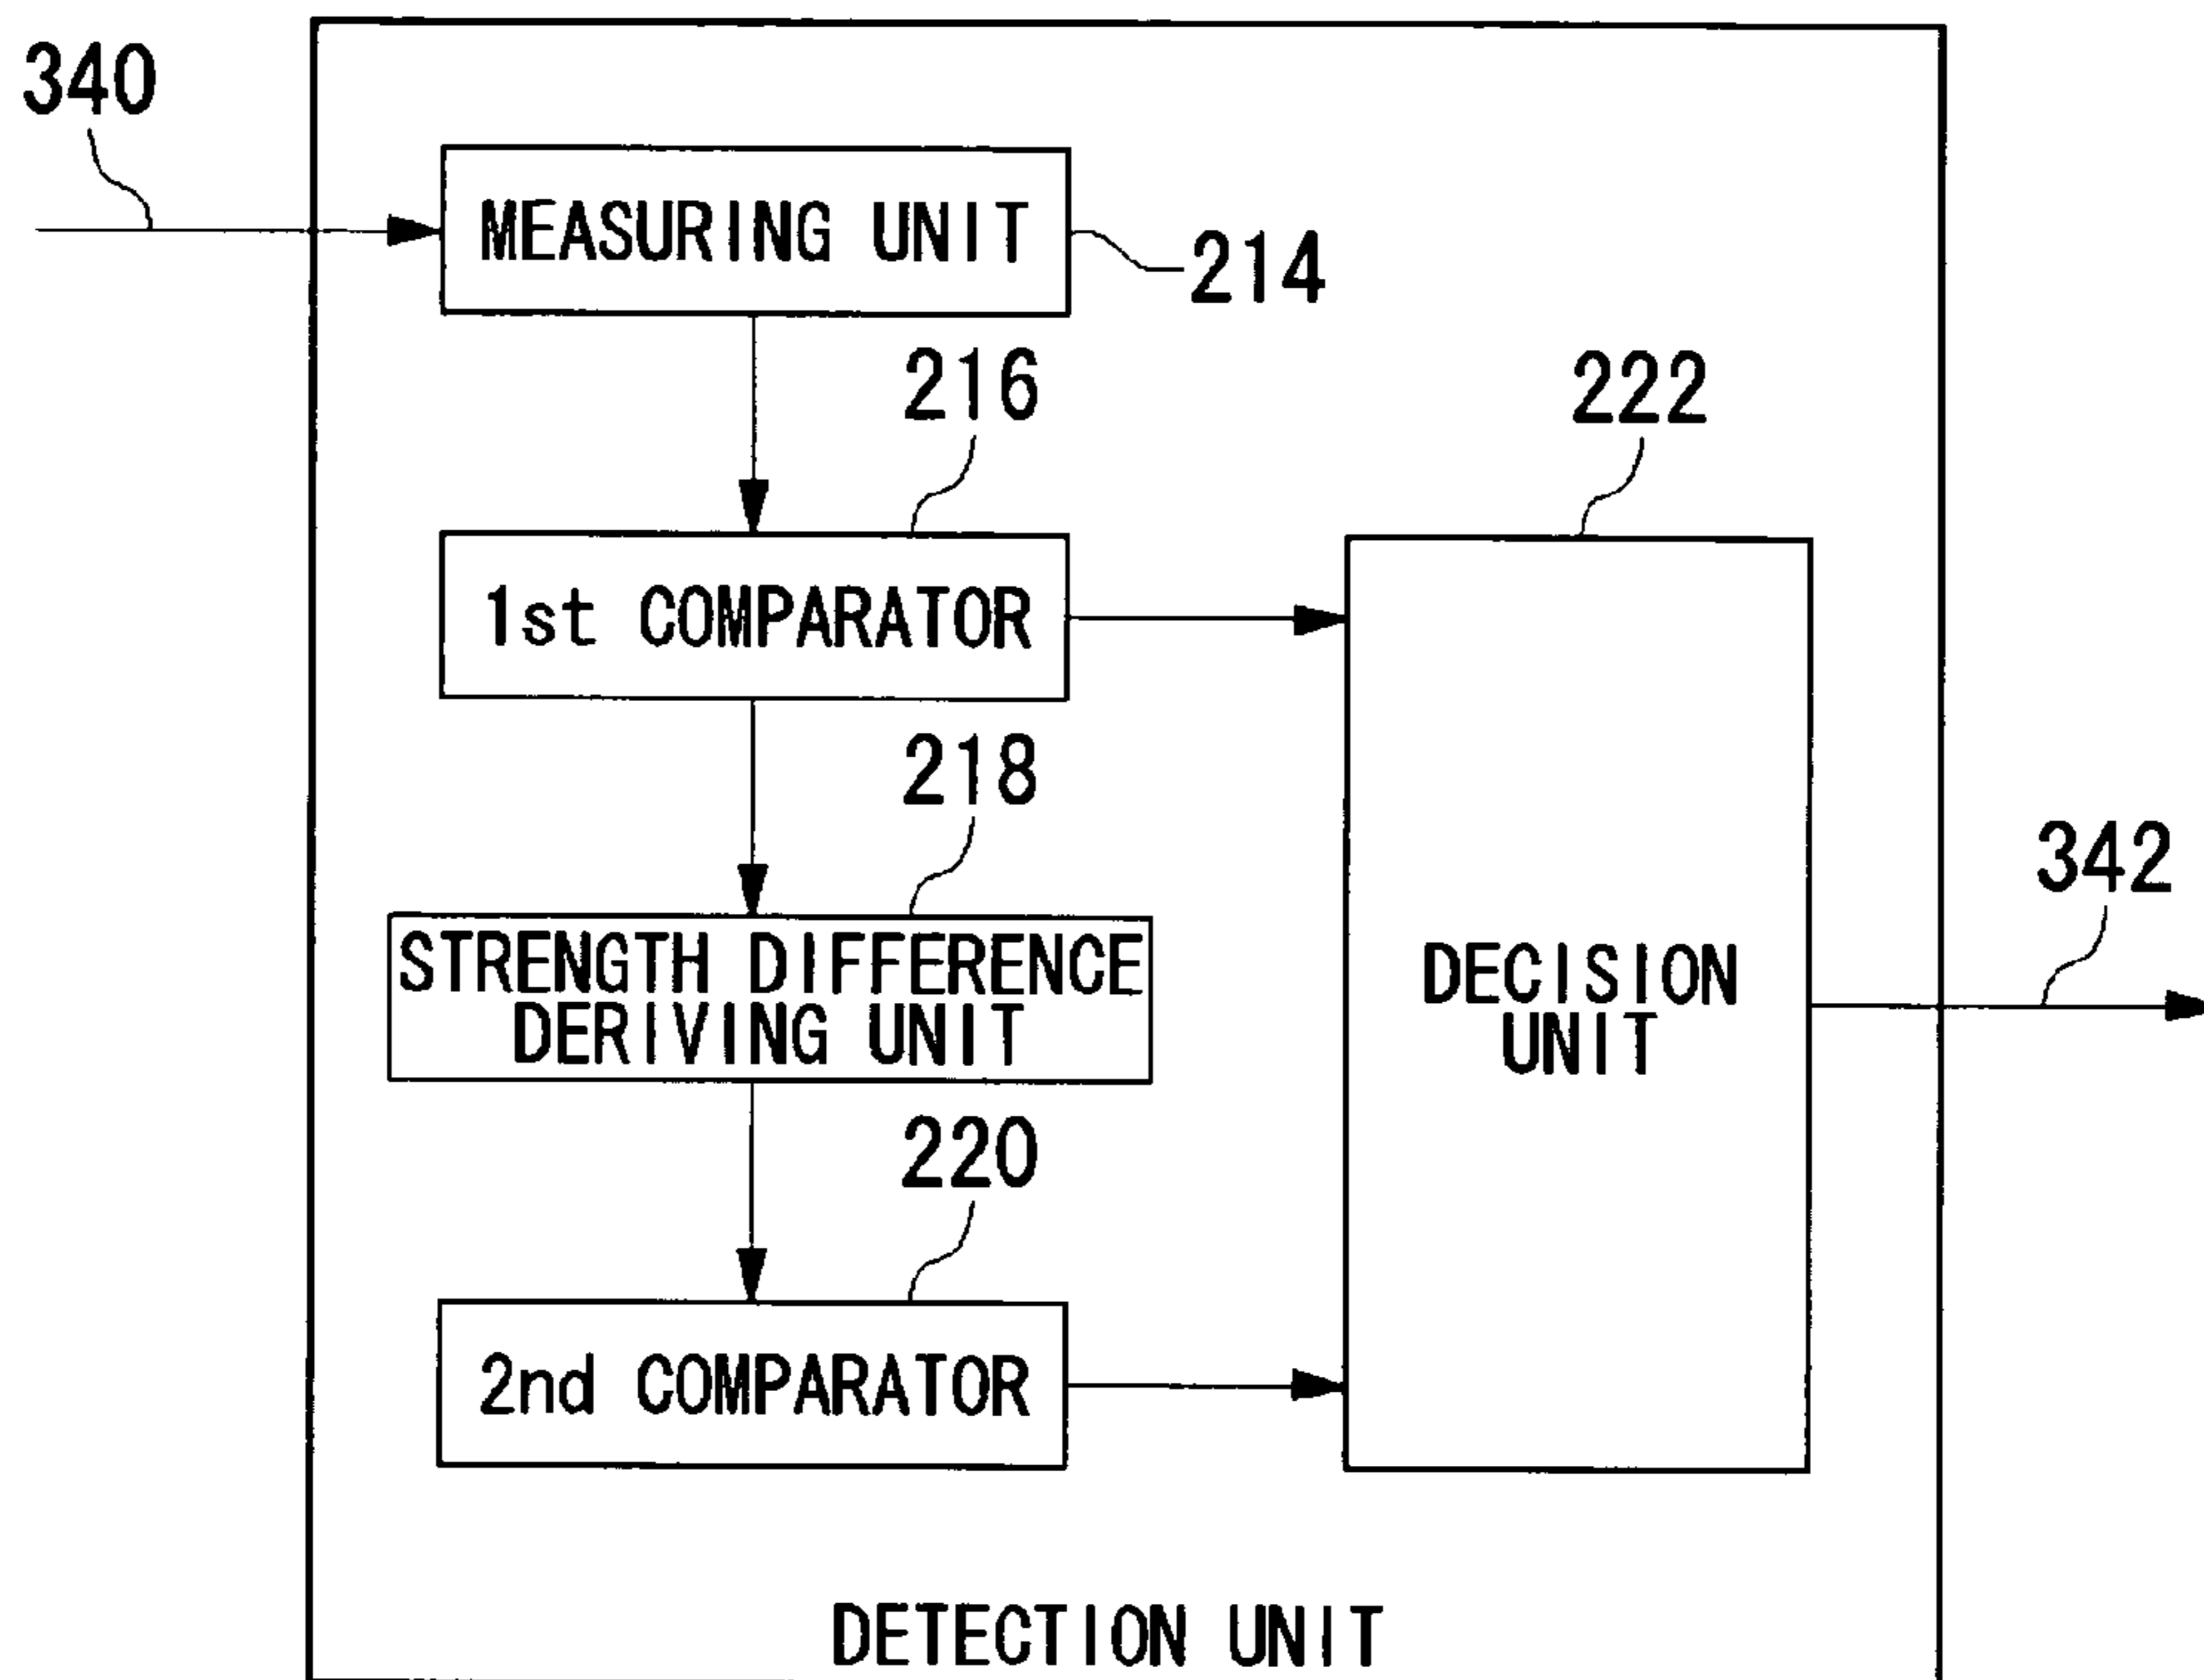 340
MEASURING UNIT
214
216
222
1st COMPARATOR
218
342
STRENGTH DIFFERENCE
DERIVING UNIT
DECISION
UNIT
220
2nd COMPARATOR
DETECTION UNIT